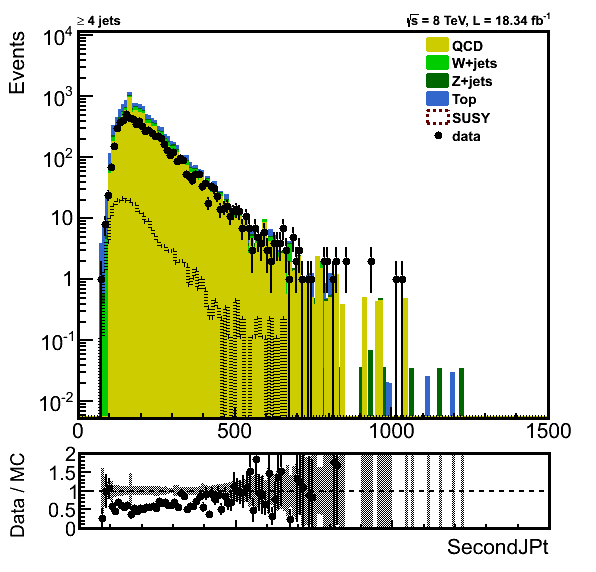 ≥ 4 jets
√s = 8 TeV, L = 18.34 fb⁻¹
Events
10⁴
10³
10²
10
1
10⁻¹
10⁻²
QCD
W+jets
Z+jets
Top
SUSY
data
0
500
1000
1500
Data / MC
2
1.5
1
0.5
0
SecondJPt